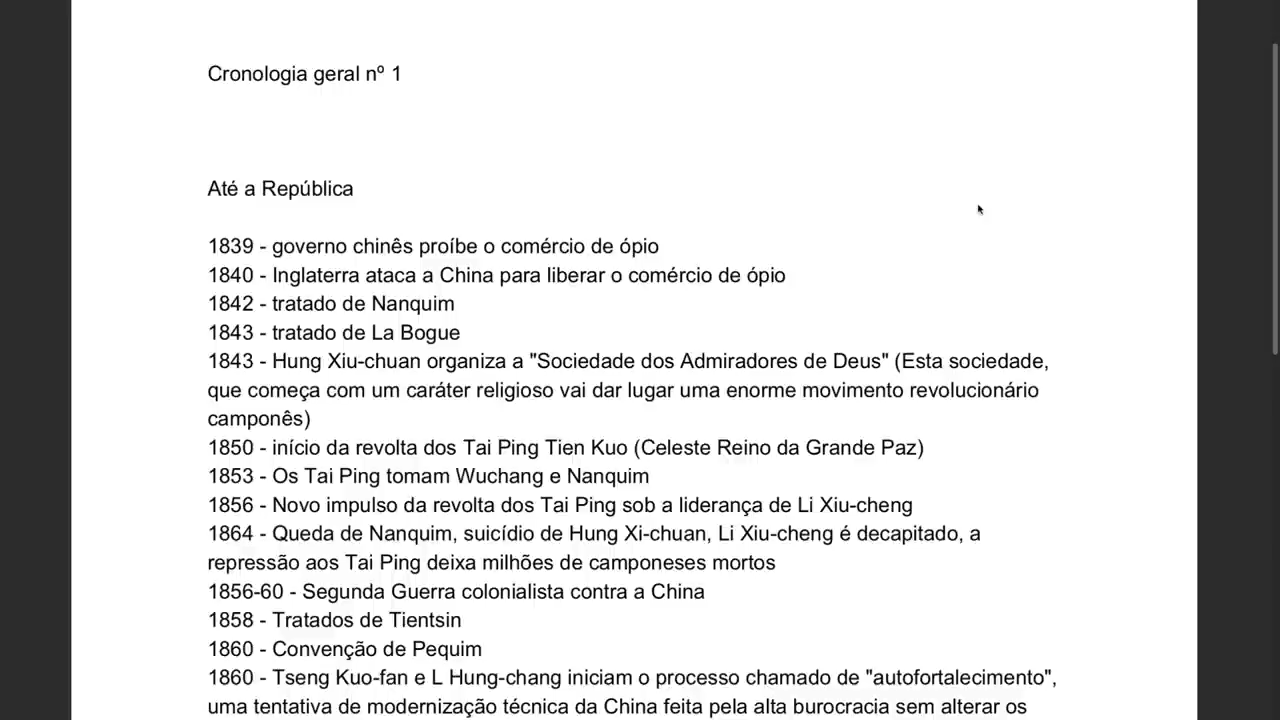 Cronologia geral nº 1
Até a República
1839 - governo chinês proíbe o comércio de ópio
1840 - Inglaterra ataca a China para liberar o comércio de ópio
1842 - tratado de Nanquim
1843 - tratado de La Bogue
1843 - Hung Xiu-chuan organiza a "Sociedade dos Admiradores de Deus" (Esta sociedade,
que começa com um caráter religioso vai dar lugar uma enorme movimento revolucionário
camponês)
1850 - início da revolta dos Tai Ping Tien Kuo (Celeste Reino da Grande Paz)
1853 - Os Tai Ping tomam Wuchang e Nanquim
1856 - Novo impulso da revolta dos Tai Ping sob a liderança de Li Xiu-cheng
1864 - Queda de Nanquim, suicídio de Hung Xi-chuan, Li Xiu-cheng é decapitado, a
repressão aos Tai Ping deixa milhões de camponeses mortos
1856-60 - Segunda Guerra colonialista contra a China
1858 - Tratados de Tientsin
1860 - Convenção de Pequim
1860 - Tseng Kuo-fan e L Hung-chang iniciam o processo chamado de "autofortalecimento",
uma tentativa de modernização técnica da China feita pela alta burocracia sem alterar os